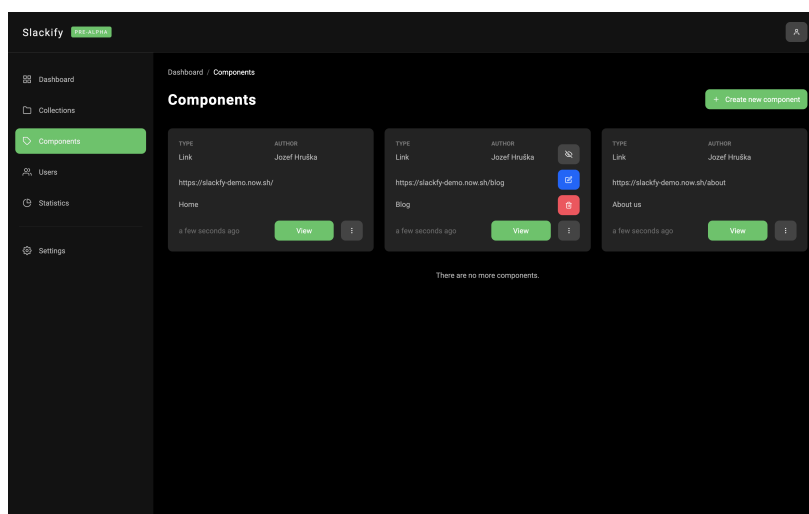 Slackify PRE-ALPHA
Dashboard
Collections
Components
Users
Statistics
Settings
Dashboard / Components
Components
+ Create new component
TYPE AUTHOR
Link Jozef Hruška
https://slackfy-demo.now.sh/
Home
a few seconds ago View
TYPE AUTHOR
Link Jozef Hruška
https://slackfy-demo.now.sh/blog
Blog
a few seconds ago View
TYPE AUTHOR
Link Jozef Hruška
https://slackfy-demo.now.sh/about
About us
a few seconds ago View
There are no more components.